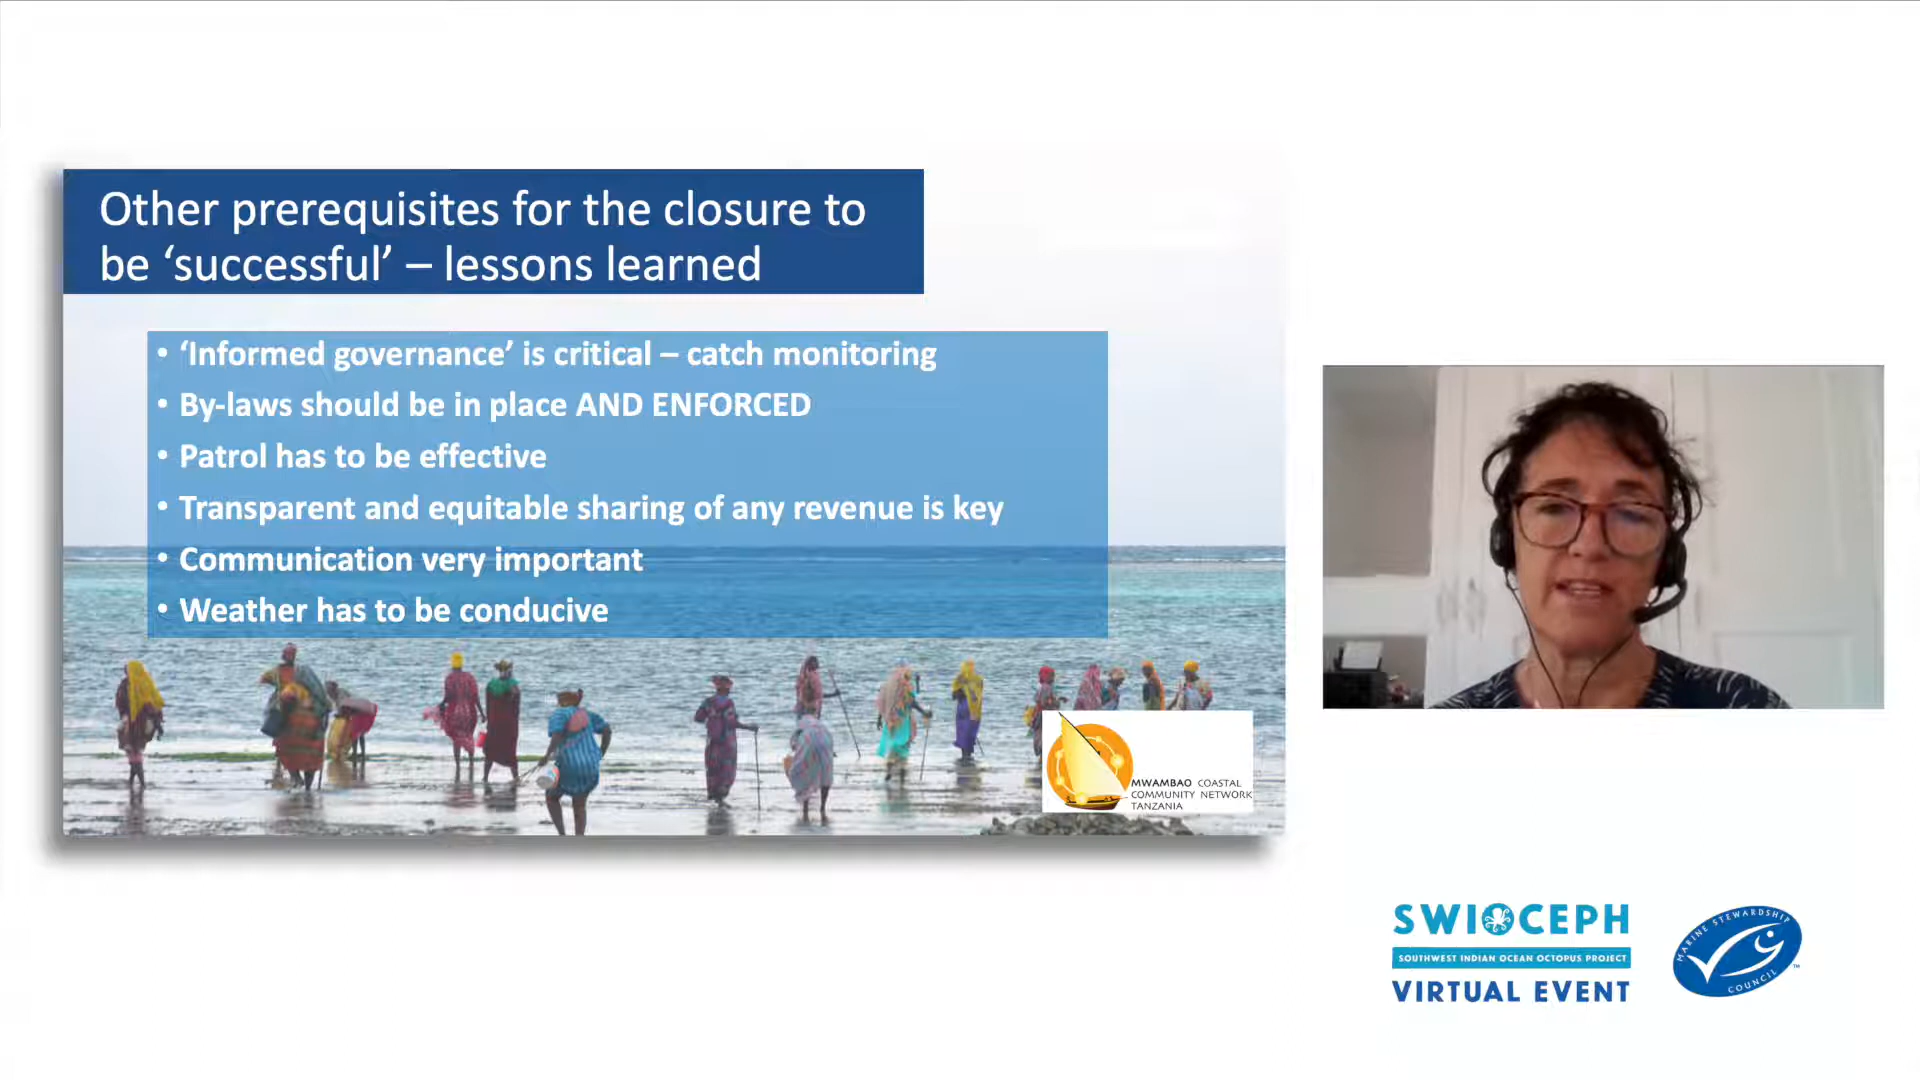 Other prerequisites for the closure to
be ‘successful’ – lessons learned
• ‘Informed governance’ is critical – catch monitoring
• By-laws should be in place AND ENFORCED
• Patrol has to be effective
• Transparent and equitable sharing of any revenue is key
• Communication very important
• Weather has to be conducive
MWAMBAO COASTAL
COMMUNITY NETWORK
TANZANIA
SWIOCEPH
SOUTHWEST INDIAN OCEAN OCTOPUS PROJECT
VIRTUAL EVENT
MARINE STEWARDSHIP
COUNCIL
TM